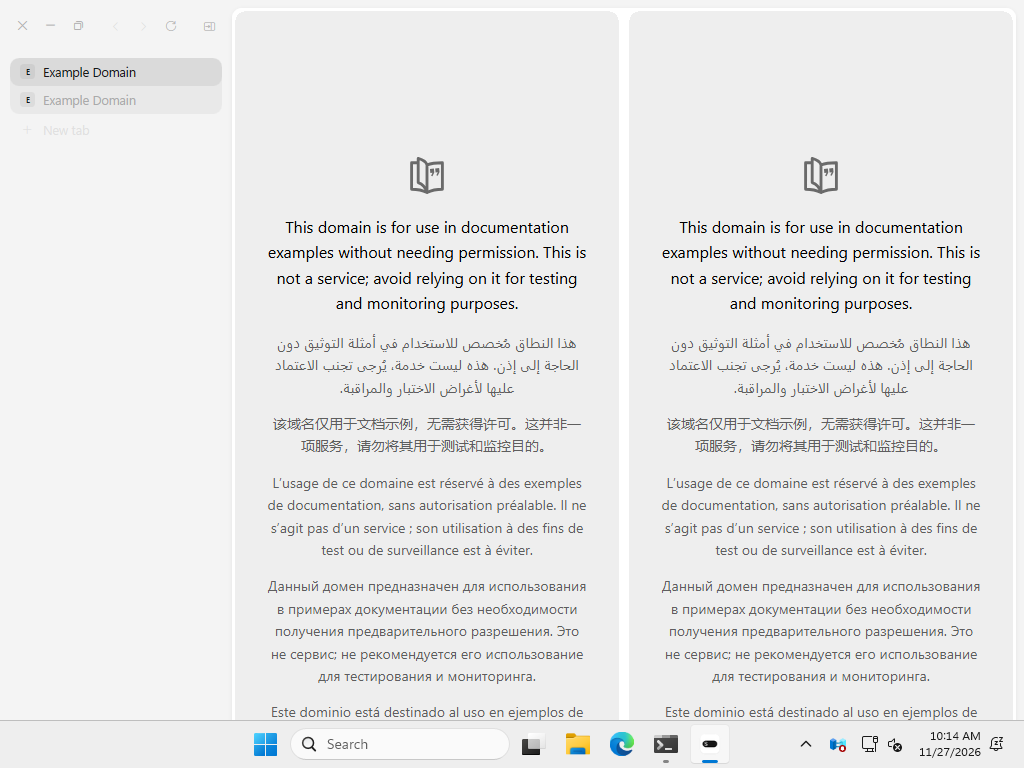 Example Domain
Example Domain
New tab
This domain is for use in documentation
examples without needing permission. This is
not a service; avoid relying on it for testing
and monitoring purposes.
هذا النطاق مُخصص للاستخدام في أمثلة التوثيق دون
الحاجة إلى إذن. هذه ليست خدمة، يُرجى تجنب الاعتماد
عليها لأغراض الاختبار والمراقبة.
该域名仅用于文档示例，无需获得许可。这并非一
项服务，请勿将其用于测试和监控目的。
L’usage de ce domaine est réservé à des exemples
de documentation, sans autorisation préalable. Il ne
s’agit pas d’un service ; son utilisation à des fins de
test ou de surveillance est à éviter.
Данный домен предназначен для использования
в примерах документации без необходимости
получения предварительного разрешения. Это
не сервис; не рекомендуется его использование
для тестирования и мониторинга.
Este dominio está destinado al uso en ejemplos de
This domain is for use in documentation
examples without needing permission. This is
not a service; avoid relying on it for testing
and monitoring purposes.
هذا النطاق مُخصص للاستخدام في أمثلة التوثيق دون
الحاجة إلى إذن. هذه ليست خدمة، يُرجى تجنب الاعتماد
عليها لأغراض الاختبار والمراقبة.
该域名仅用于文档示例，无需获得许可。这并非一
项服务，请勿将其用于测试和监控目的。
L’usage de ce domaine est réservé à des exemples
de documentation, sans autorisation préalable. Il ne
s’agit pas d’un service ; son utilisation à des fins de
test ou de surveillance est à éviter.
Данный домен предназначен для использования
в примерах документации без необходимости
получения предварительного разрешения. Это
не сервис; не рекомендуется его использование
для тестирования и мониторинга.
Este dominio está destinado al uso en ejemplos de
Search
10:14 AM
11/27/2026